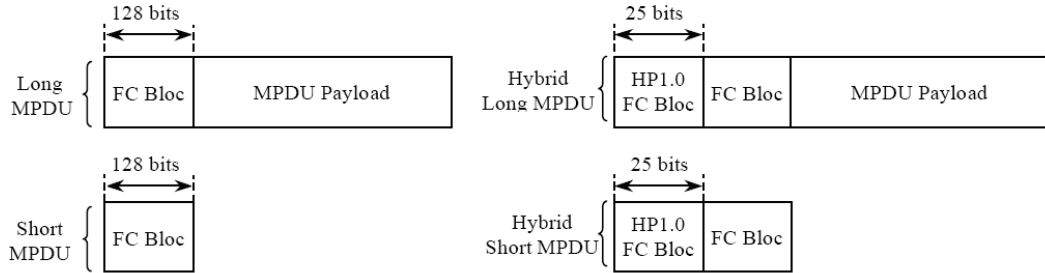 128 bits
25 bits
Long
MPDU
FC Bloc
MPDU Payload
Hybrid
Long MPDU
HP1.0
FC Bloc
FC Bloc
MPDU Payload
128 bits
25 bits
Short
MPDU
FC Bloc
Hybrid
Short MPDU
HP1.0
FC Bloc
FC Bloc